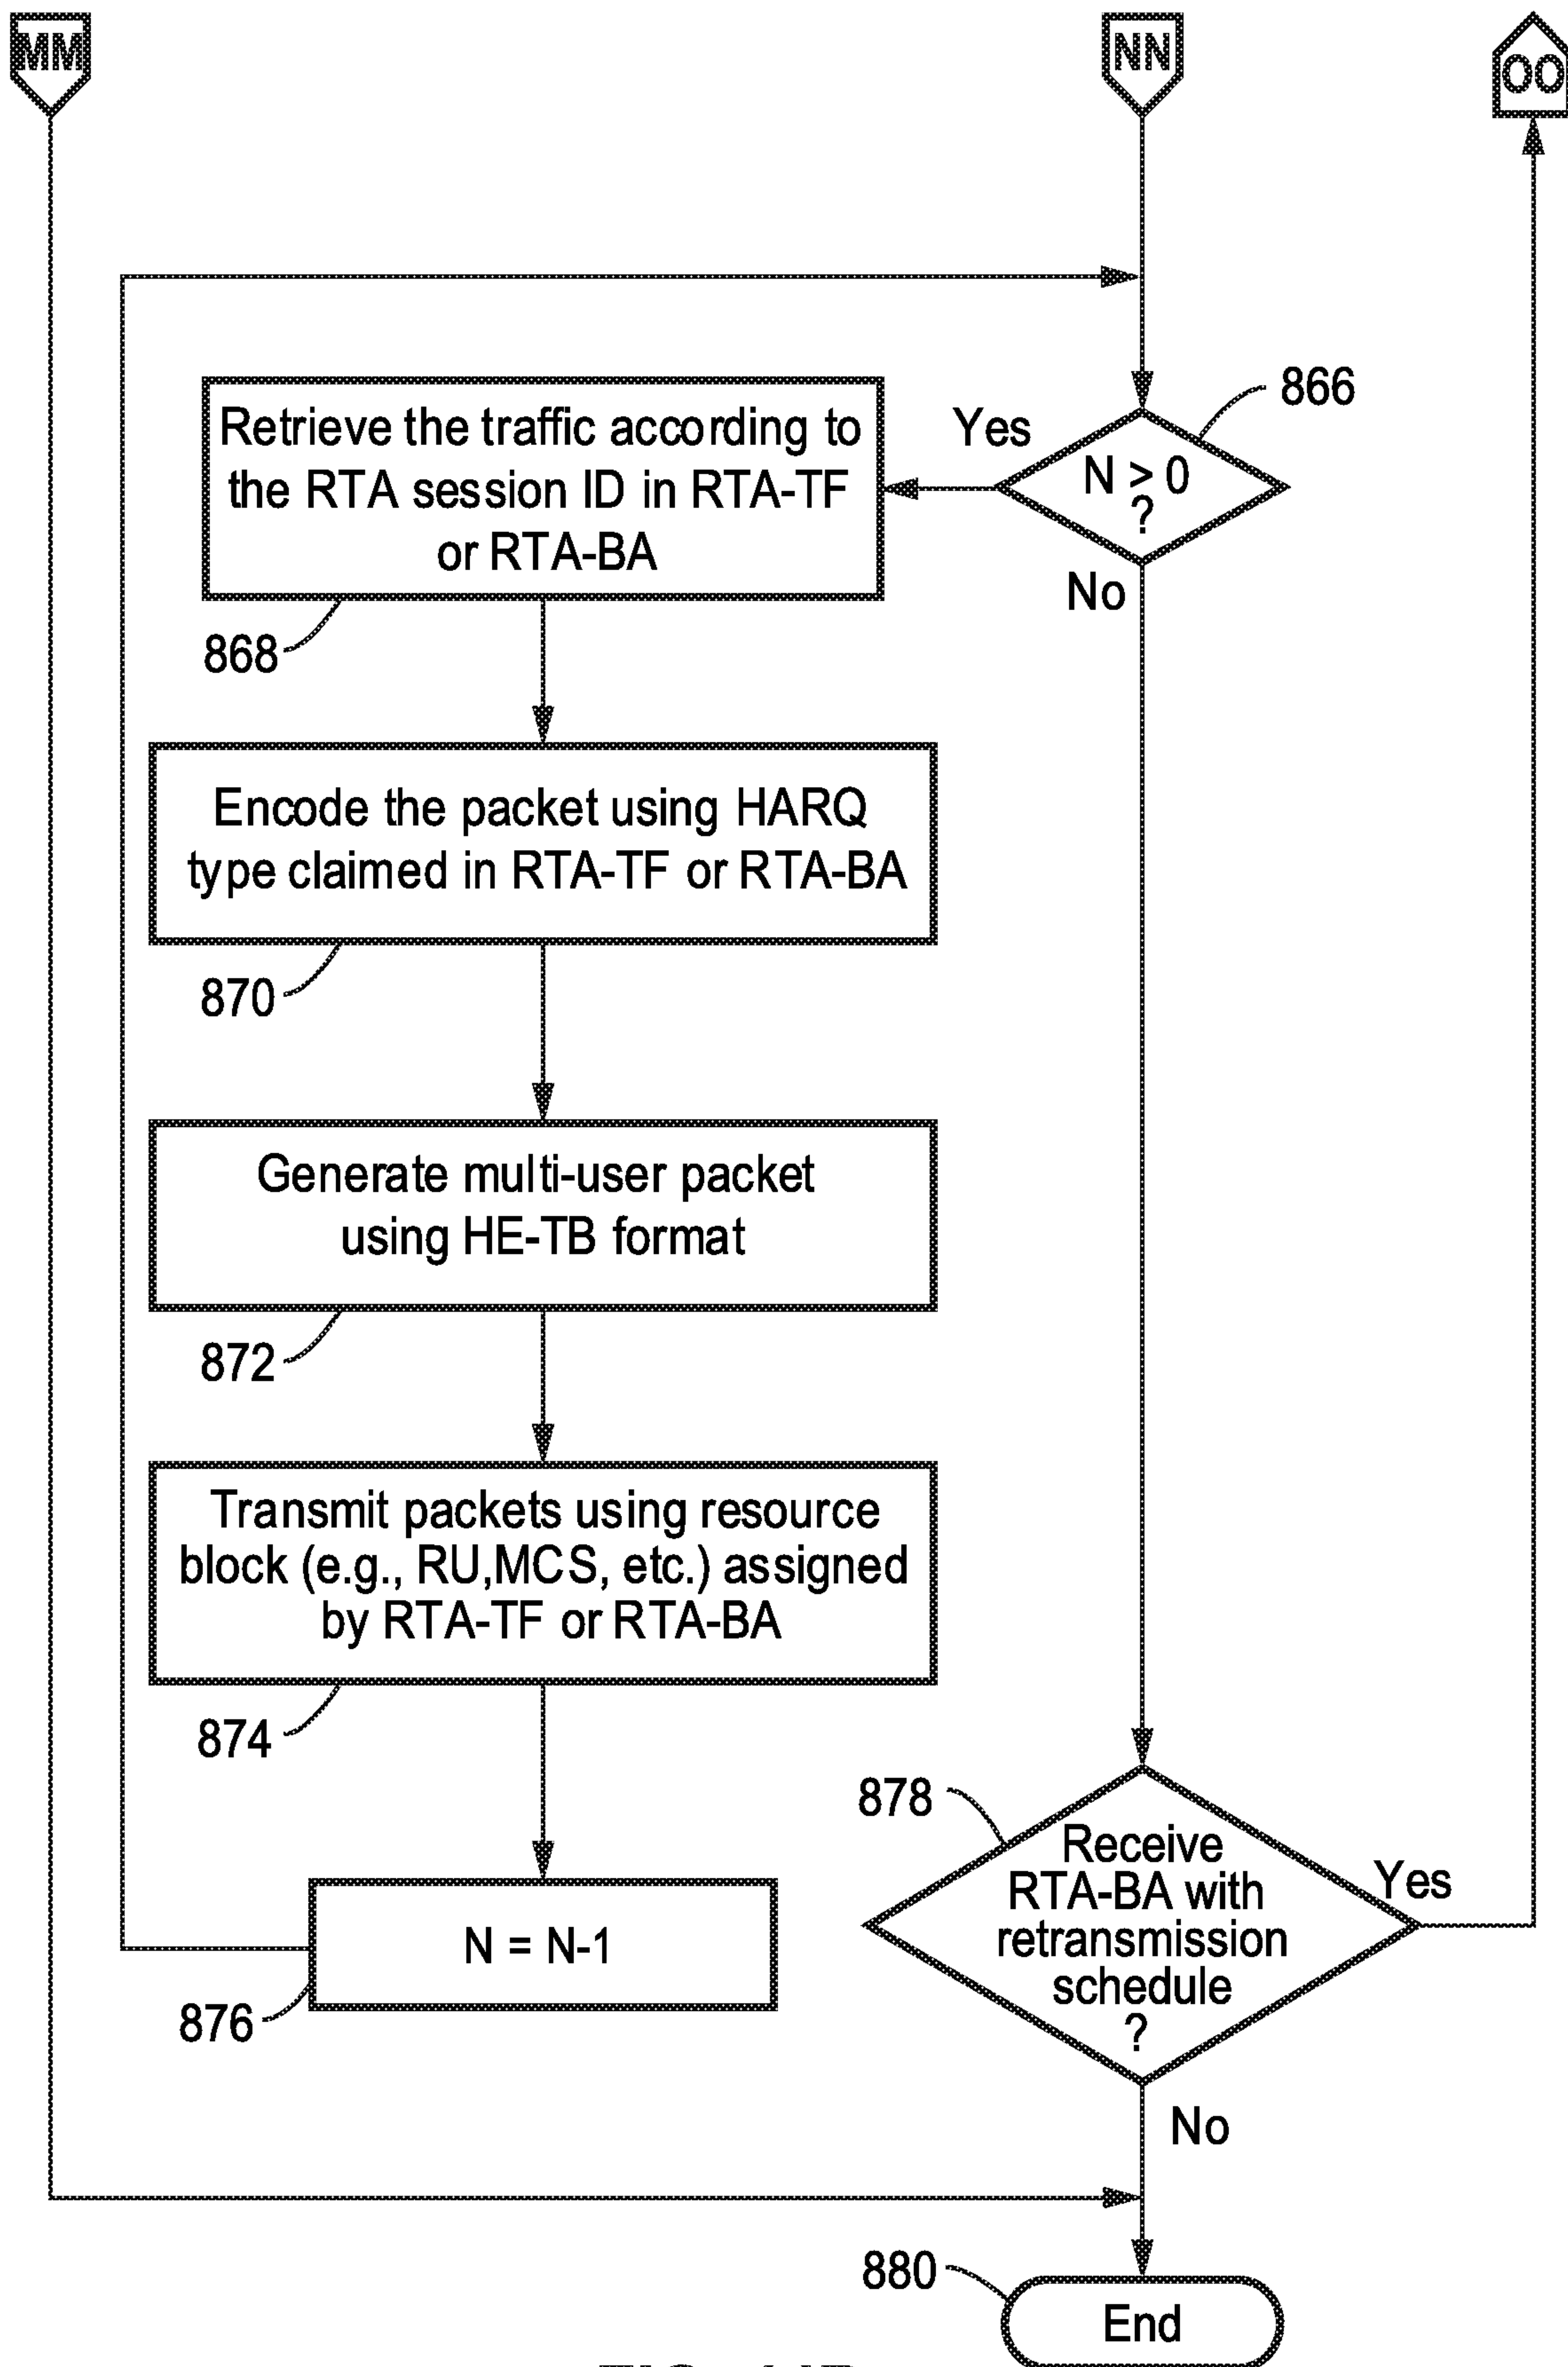 MM
NN
OO
866
Yes
N > 0
?
No
Retrieve the traffic according to
the RTA session ID in RTA-TF
or RTA-BA
868
Encode the packet using HARQ
type claimed in RTA-TF or RTA-BA
870
Generate multi-user packet
using HE-TB format
872
Transmit packets using resource
block (e.g., RU,MCS, etc.) assigned
by RTA-TF or RTA-BA
874
N = N-1
876
878
Receive
RTA-BA with
retransmission
schedule
?
Yes
No
880
End